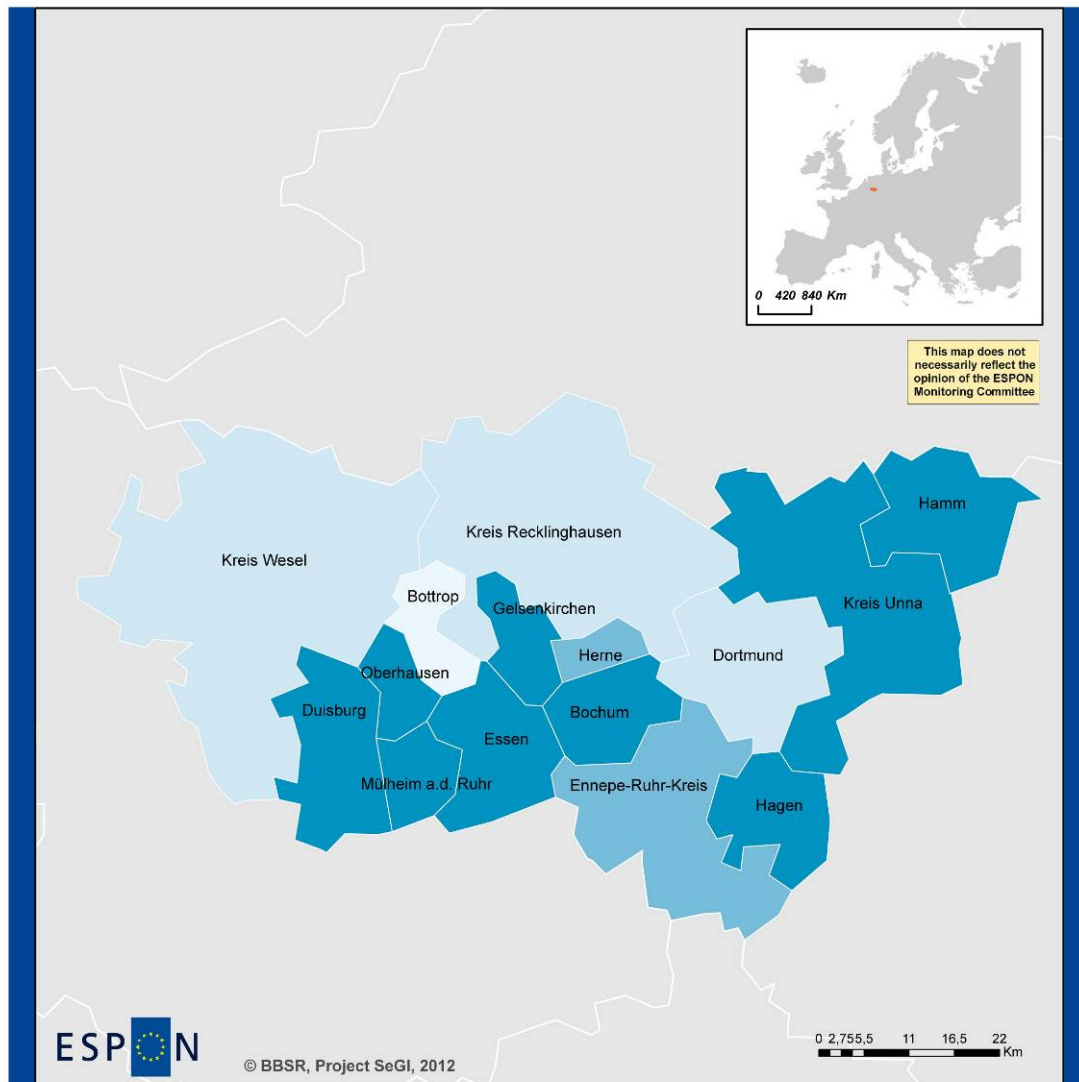 0 420 840 Km
This map does not
necessarily reflect the
opinion of the ESPON
Monitoring Committee
Hamm
Kreis Recklinghausen
Kreis Wesel
Bottrop
Gelsenkirchen
Kreis Unna
Herne
Dortmund
Oberhausen
Duisburg
Bochum
Essen
Mülheim a.d. Ruhr
Ennepe-Ruhr-Kreis
Hagen
ESPON
© BBSR, Project SeGI, 2012
0 2,755,5 11 16,5 22
Km